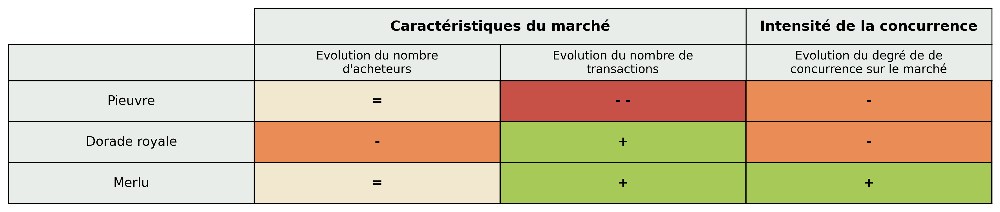 Caractéristiques du marché
Intensité de la concurrence
Evolution du nombre
d'acheteurs
Evolution du nombre de
transactions
Evolution du degré de de
concurrence sur le marché
Pieuvre
=
- -
-
Dorade royale
-
+
-
Merlu
=
+
+